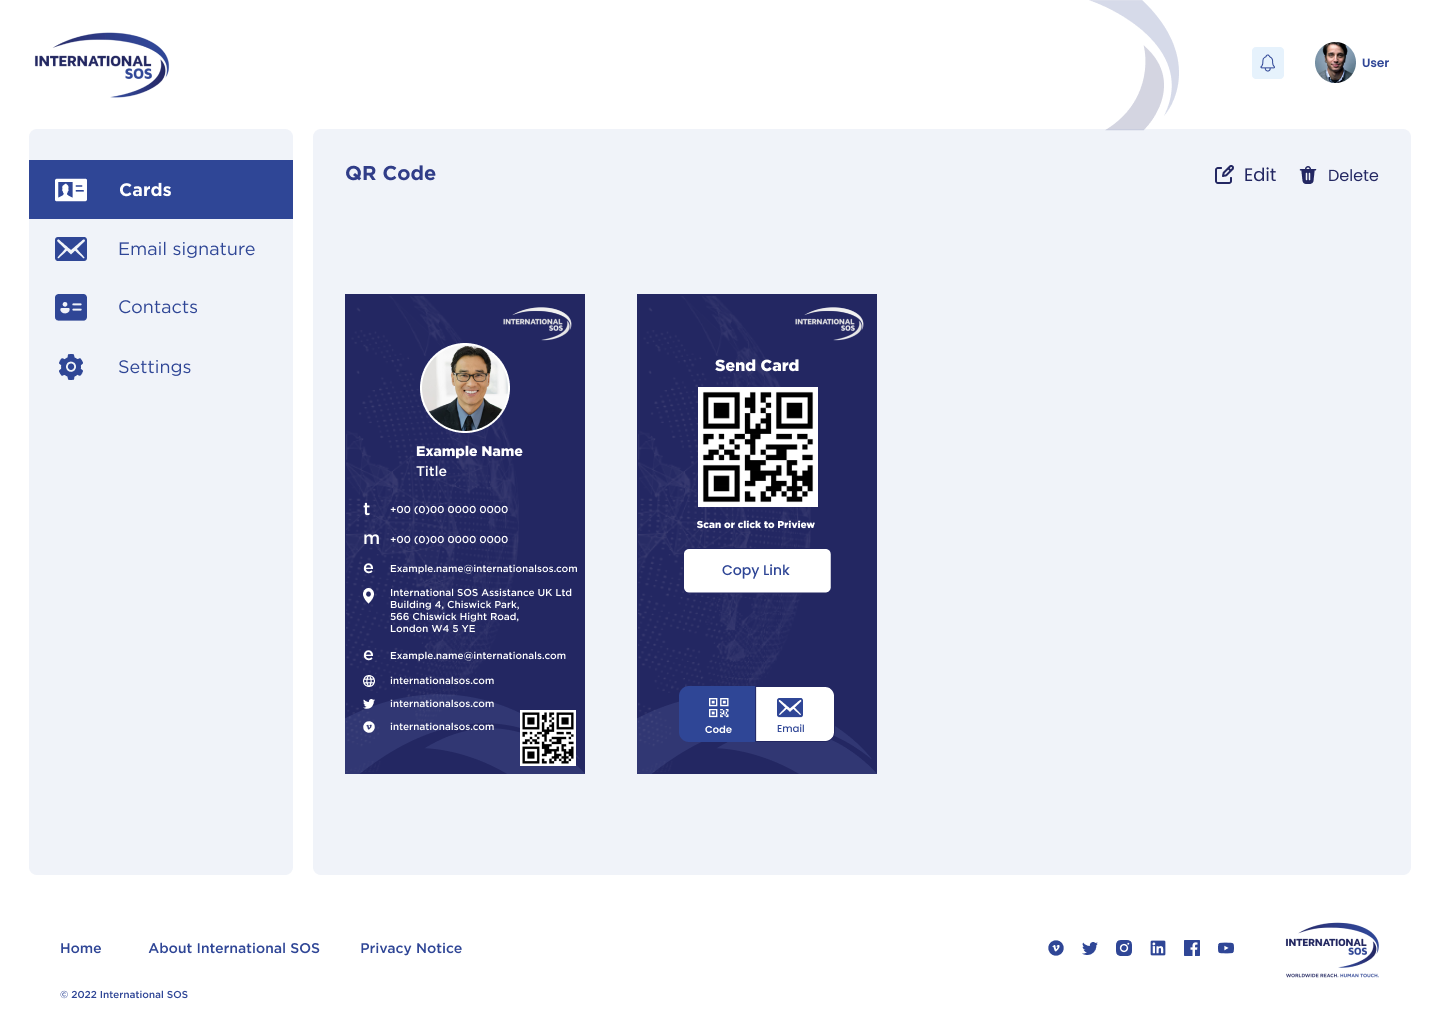 INTERNATIONAL
SOS
User
Cards
Email signature
Contacts
Settings
QR Code
Edit
Delete
INTERNATIONAL
SOS
Example Name
Title
t +00 (0)00 0000 0000
m +00 (0)00 0000 0000
e Example.name@internationalsos.com
International SOS Assistance UK Ltd
Building 4, Chiswick Park,
566 Chiswick Hight Road,
London W4 5 YE
e Example.name@internationals.com
internationalsos.com
internationalsos.com
internationalsos.com
INTERNATIONAL
SOS
Send Card
Scan or click to Priview
Copy Link
Code
Email
Home
About International SOS
Privacy Notice
INTERNATIONAL
SOS
WORLDWIDE REACH. HUMAN TOUCH.
© 2022 International SOS